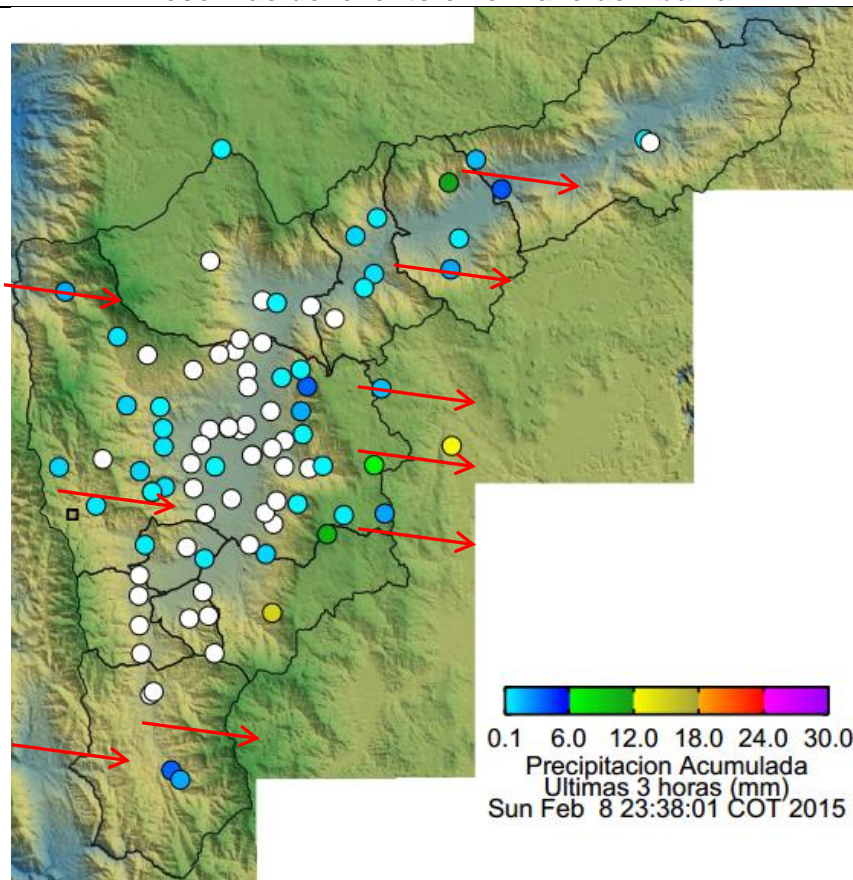 0.1 6.0 12.0 18.0 24.0 30.0
Precipitacion Acumulada
Ultimas 3 horas (mm)
Sun Feb 8 23:38:01 COT 2015